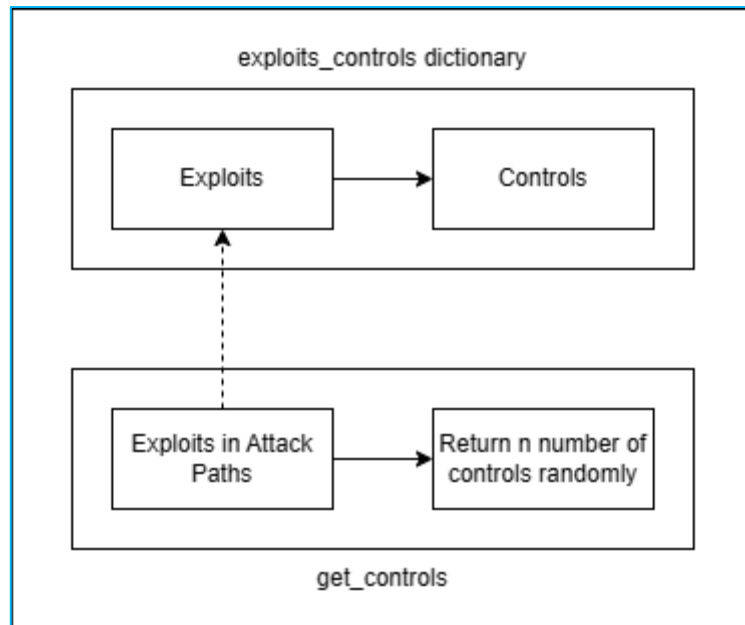 exploits_controls dictionary
Exploits
Controls
Exploits in Attack
Paths
Return n number of
controls randomly
get_controls